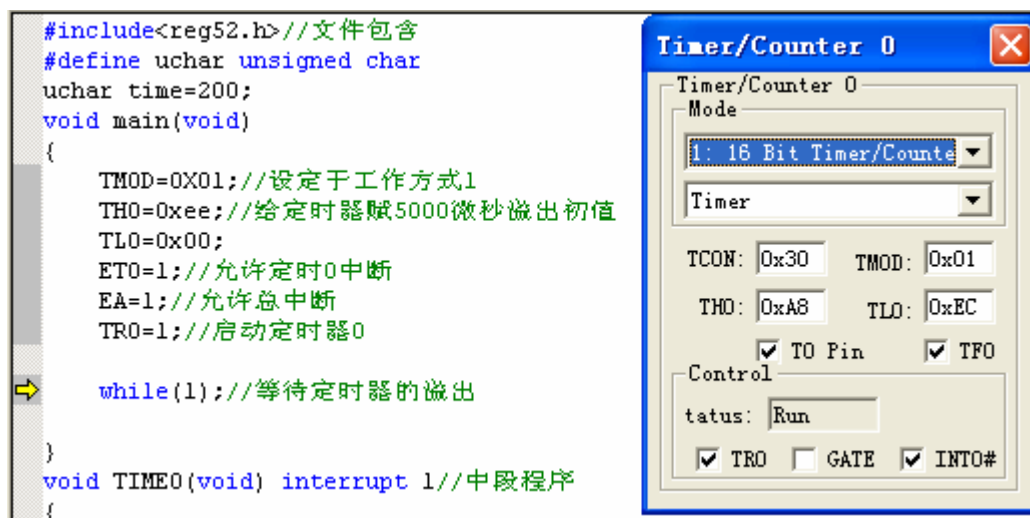 #include<reg52.h>//文件包含
#define uchar unsigned char
uchar time=200;
void main(void)
{
TMOD=0X01;//设定于工作方式1
TH0=0xee;//给定时器赋5000微秒溢出初值
TL0=0x00;
ET0=1;//允许定时0中断
EA=1;//允许总中断
TR0=1;//启动定时器0
while(1);//等待定时器的溢出
}
void TIME0(void) interrupt 1//中段程序
{
Timer/Counter 0
Timer/Counter 0
Mode
1: 16 Bit Timer/Counte
Timer
TCON: 0x30 TMOD: 0x01
TH0: 0xA8 TL0: 0xEC
T0 Pin TF0
Control
tatus: Run
TR0 GATE INT0#